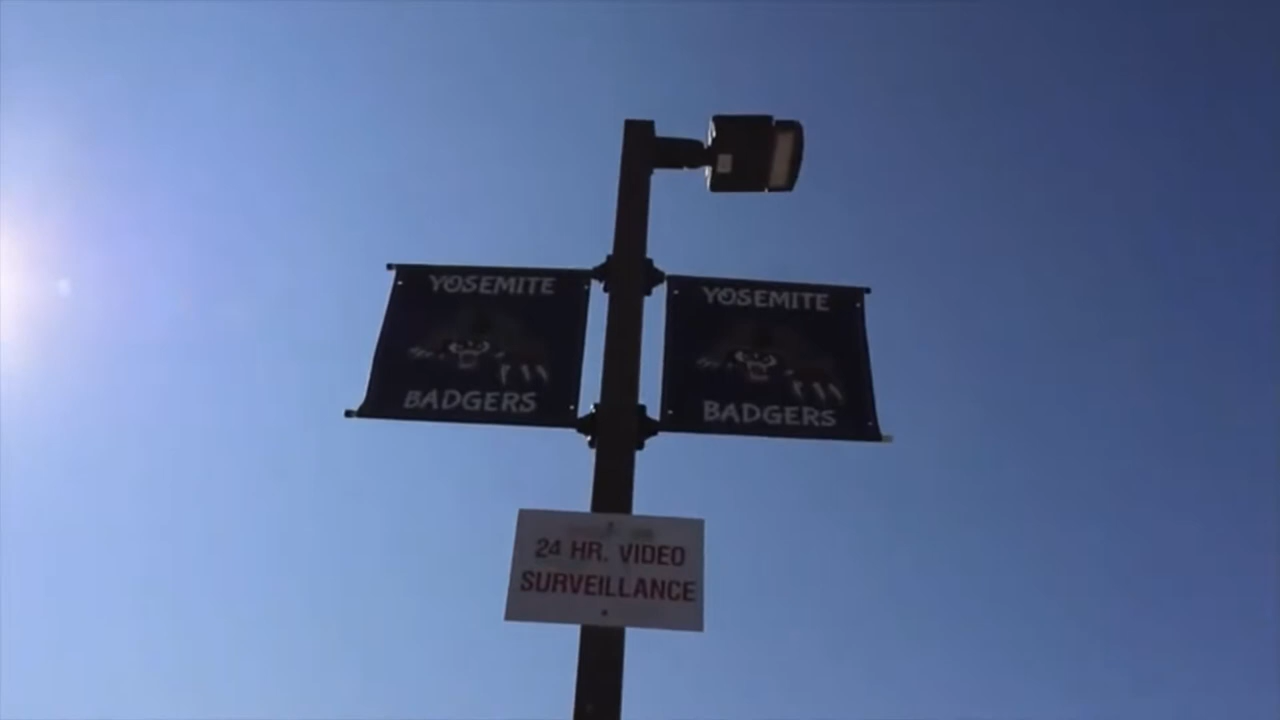 YOSEMITE
BADGERS
YOSEMITE
BADGERS
24 HR. VIDEO
SURVEILLANCE